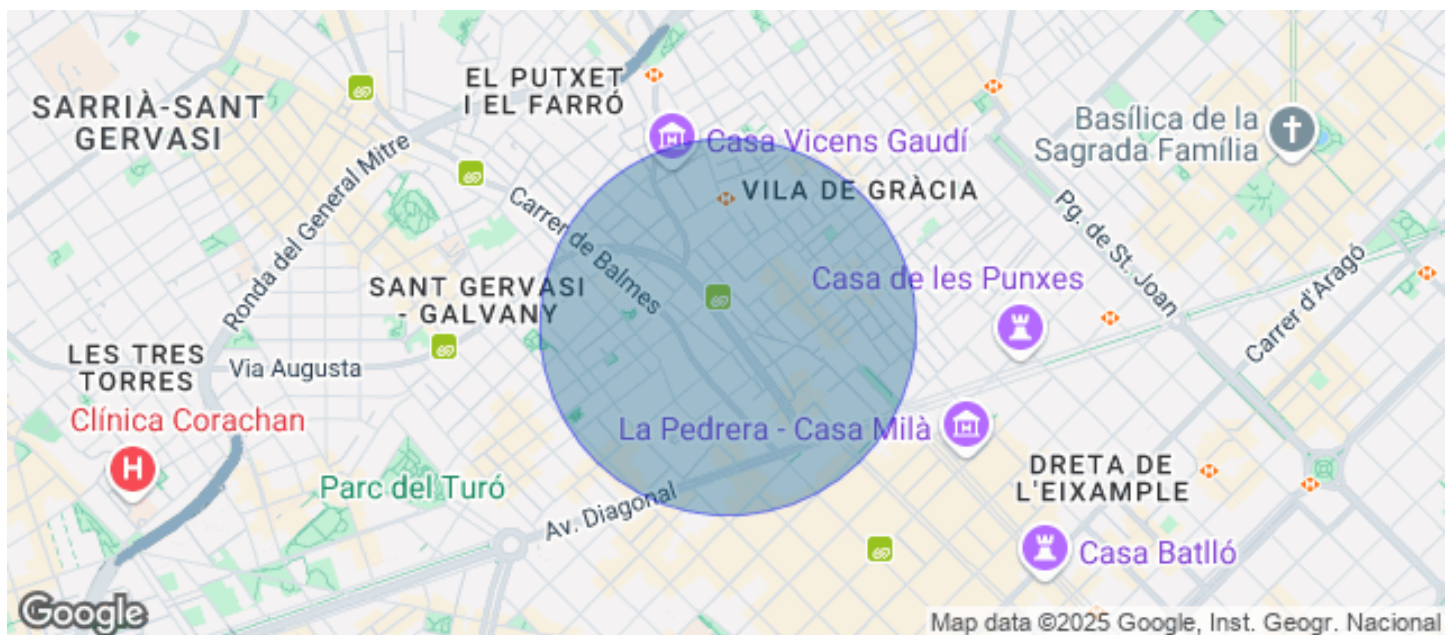 EL PUTXET
I EL FARRÓ
SARRIÀ-SANT
GERVASI
Basílica de la
Sagrada Família
Casa Vicens Gaudí
VILA DE GRÀCIA
Ronda del General Mitre
Carrer de Balmes
Pg. de St. Joan
Casa de les Punxes
Carrer d'Aragó
SANT GERVASI
- GALVANY
LES TRES
TORRES
Via Augusta
Clínica Corachan
H
La Pedrera - Casa Milà
DRETA DE
L'EIXAMPLE
Parc del Turó
Av. Diagonal
Casa Batlló
Google
Map data ©2025 Google, Inst. Geogr. Nacional